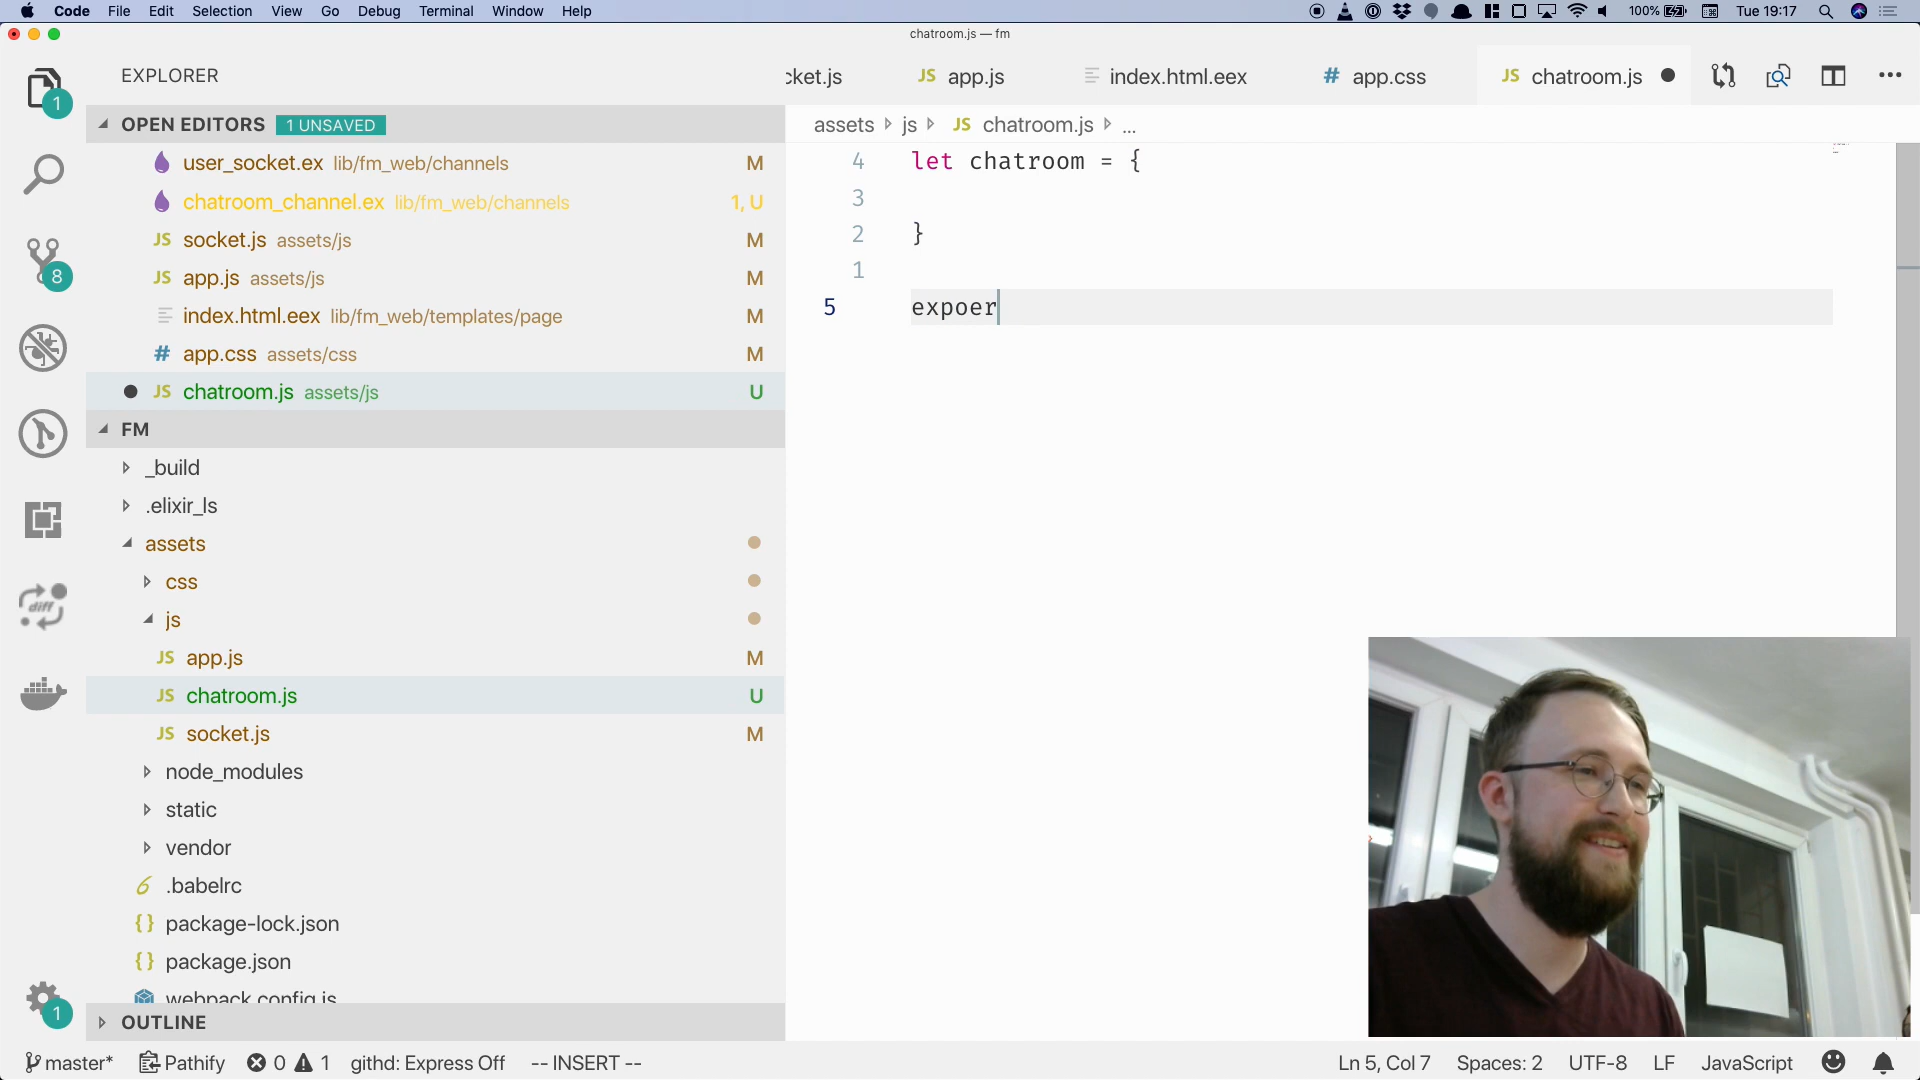 Code File Edit Selection View Go Debug Terminal Window Help 100% Tue 19:17
chatroom.js — fm
EXPLORER
cket.js JS app.js index.html.eex # app.css JS chatroom.js
1
OPEN EDITORS 1 UNSAVED
assets js JS chatroom.js ...
user_socket.ex lib/fm_web/channels M
chatroom_channel.ex lib/fm_web/channels 1, U
JS socket.js assets/js M
8
JS app.js assets/js M
index.html.eex lib/fm_web/templates/page M
# app.css assets/css M
JS chatroom.js assets/js U
4 let chatroom = {
3
2 }
1
5 expoer
FM
_build
.elixir_ls
assets
css
js
diff
JS app.js M
JS chatroom.js U
JS socket.js M
node_modules
static
vendor
6 .babelrc
{} package-lock.json
{} package.json
webpack.config.js
1
OUTLINE
master* Pathify 0 1 githd: Express Off -- INSERT -- Ln 5, Col 7 Spaces: 2 UTF-8 LF JavaScript